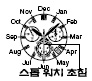 Dec
Nov Jan
Oct Feb
Sep Mar
Aug Apr
Jul May
Jun
스톱 워치 초침